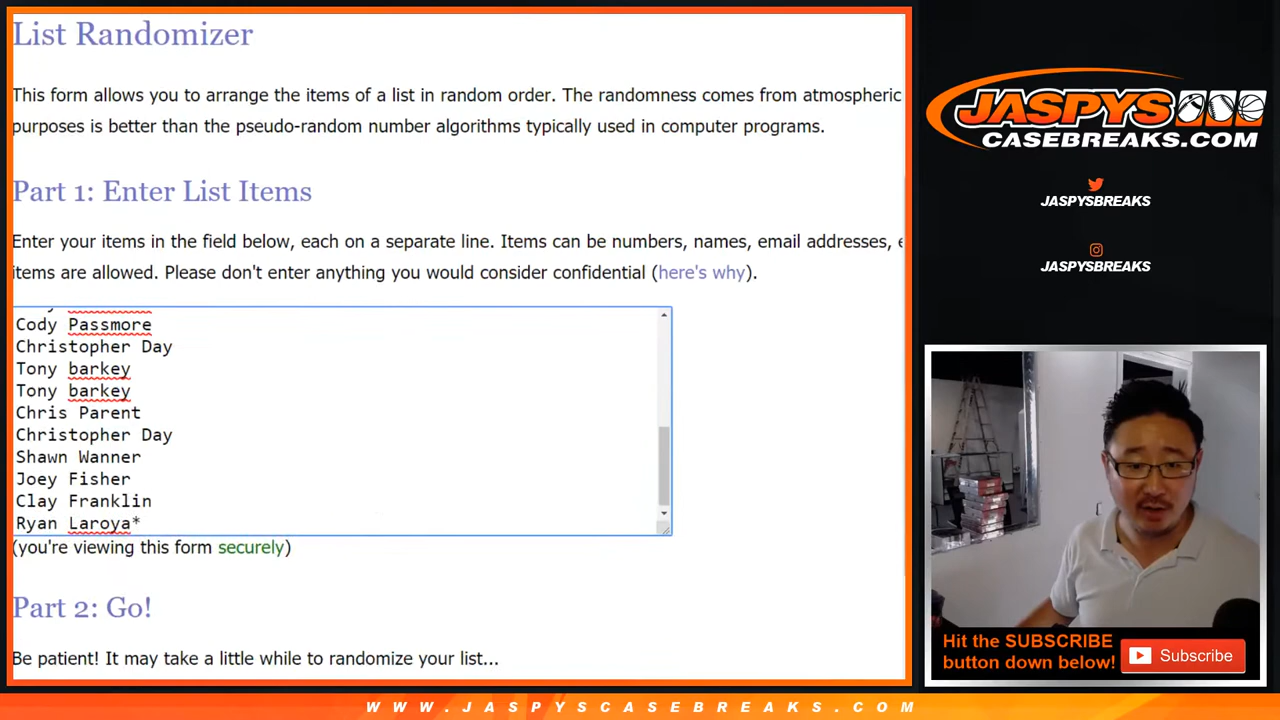 List Randomizer
This form allows you to arrange the items of a list in random order. The randomness comes from atmospheric
purposes is better than the pseudo-random number algorithms typically used in computer programs.
Part 1: Enter List Items
Enter your items in the field below, each on a separate line. Items can be numbers, names, email addresses,
items are allowed. Please don't enter anything you would consider confidential (here's why).
Cody Passmore
Christopher Day
Tony barkey
Tony barkey
Chris Parent
Christopher Day
Shawn Wanner
Joey Fisher
Clay Franklin
Ryan Laroya*
(you're viewing this form securely)
Part 2: Go!
Be patient! It may take a little while to randomize your list...
JASPYS
CASEBREAKS.COM
JASPYSBREAKS
JASPYSBREAKS
Hit the SUBSCRIBE
button down below!
Subscribe
WWW.JASPYSCASEBREAKS.COM